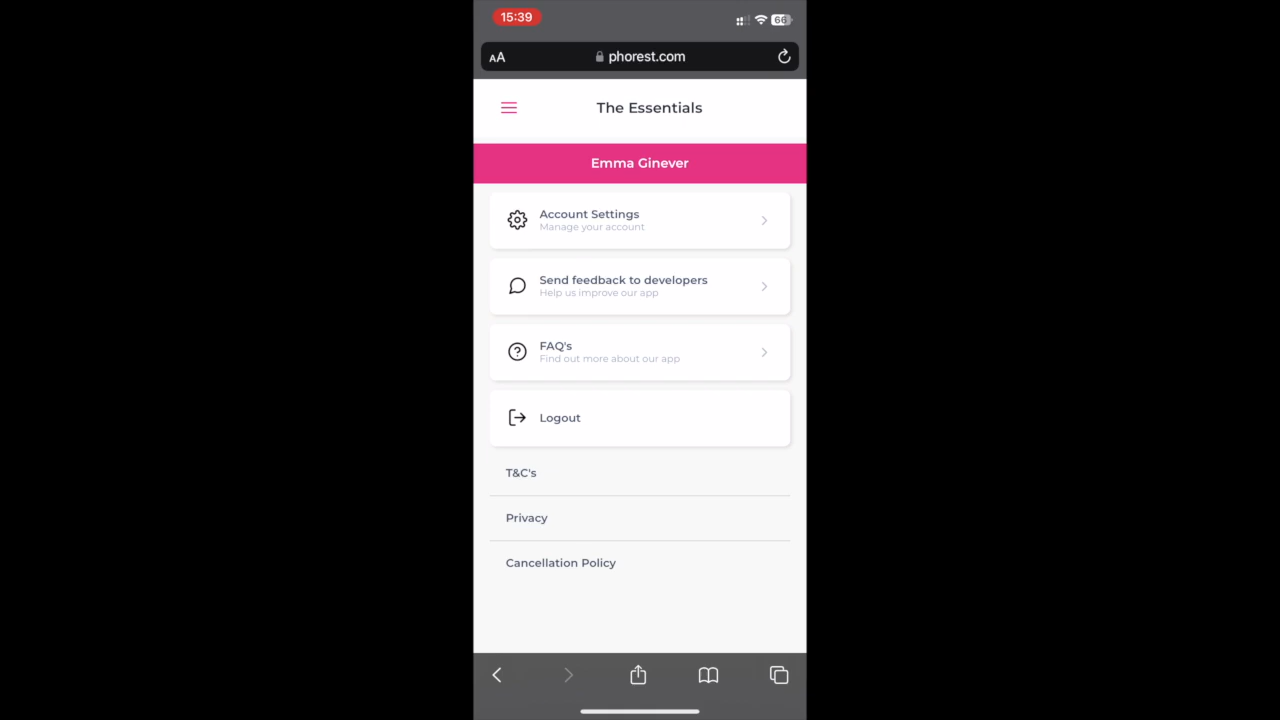 15:39
66
AA
phorest.com
The Essentials
Emma Ginever
Account Settings
Manage your account
Send feedback to developers
Help us improve our app
FAQ's
Find out more about our app
Logout
T&C's
Privacy
Cancellation Policy